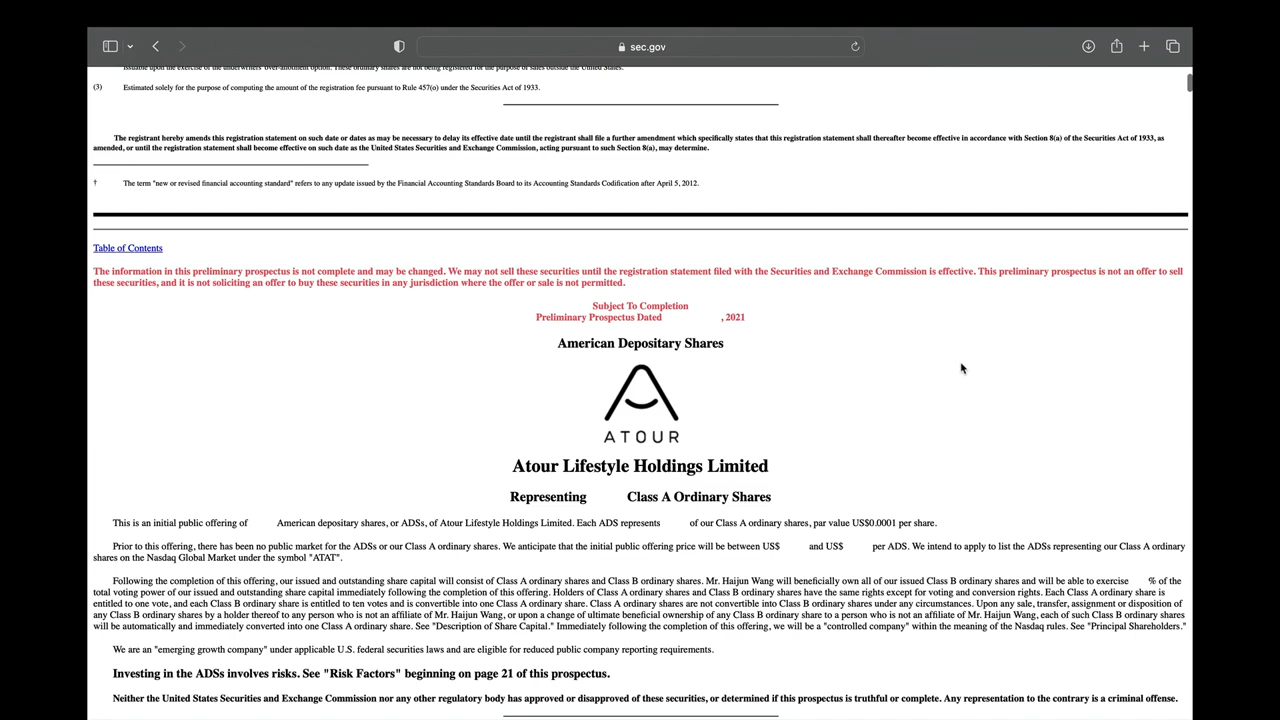 sec.gov
issuable upon the exercise of the underwriters' over-allotment option. These ordinary shares are not being registered for the purpose of sales outside the United States.
(3) Estimated solely for the purpose of computing the amount of the registration fee pursuant to Rule 457(o) under the Securities Act of 1933.
The registrant hereby amends this registration statement on such date or dates as may be necessary to delay its effective date until the registrant shall file a further amendment which specifically states that this registration statement shall thereafter become effective in accordance with Section 8(a) of the Securities Act of 1933, as
amended, or until the registration statement shall become effective on such date as the United States Securities and Exchange Commission, acting pursuant to such Section 8(a), may determine.
† The term "new or revised financial accounting standard" refers to any update issued by the Financial Accounting Standards Board to its Accounting Standards Codification after April 5, 2012.
Table of Contents
The information in this preliminary prospectus is not complete and may be changed. We may not sell these securities until the registration statement filed with the Securities and Exchange Commission is effective. This preliminary prospectus is not an offer to sell
these securities, and it is not soliciting an offer to buy these securities in any jurisdiction where the offer or sale is not permitted.
Subject To Completion
Preliminary Prospectus Dated , 2021
American Depositary Shares
ATOUR
Atour Lifestyle Holdings Limited
Representing Class A Ordinary Shares
This is an initial public offering of American depositary shares, or ADSs, of Atour Lifestyle Holdings Limited. Each ADS represents of our Class A ordinary shares, par value US$0.0001 per share.
Prior to this offering, there has been no public market for the ADSs or our Class A ordinary shares. We anticipate that the initial public offering price will be between US$ and US$ per ADS. We intend to apply to list the ADSs representing our Class A ordinary
shares on the Nasdaq Global Market under the symbol "ATAT".
Following the completion of this offering, our issued and outstanding share capital will consist of Class A ordinary shares and Class B ordinary shares. Mr. Haijun Wang will beneficially own all of our issued Class B ordinary shares and will be able to exercise % of the
total voting power of our issued and outstanding share capital immediately following the completion of this offering. Holders of Class A ordinary shares and Class B ordinary shares have the same rights except for voting and conversion rights. Each Class A ordinary share is
entitled to one vote, and each Class B ordinary share is entitled to ten votes and is convertible into one Class A ordinary share. Class A ordinary shares are not convertible into Class B ordinary shares under any circumstances. Upon any sale, transfer, assignment or disposition of
any Class B ordinary shares by a holder thereof to any person who is not an affiliate of Mr. Haijun Wang, or upon a change of ultimate beneficial ownership of any Class B ordinary share to a person who is not an affiliate of Mr. Haijun Wang, each of such Class B ordinary shares
will be automatically and immediately converted into one Class A ordinary share. See "Description of Share Capital." Immediately following the completion of this offering, we will be a "controlled company" within the meaning of the Nasdaq rules. See "Principal Shareholders."
We are an "emerging growth company" under applicable U.S. federal securities laws and are eligible for reduced public company reporting requirements.
Investing in the ADSs involves risks. See "Risk Factors" beginning on page 21 of this prospectus.
Neither the United States Securities and Exchange Commission nor any other regulatory body has approved or disapproved of these securities, or determined if this prospectus is truthful or complete. Any representation to the contrary is a criminal offense.